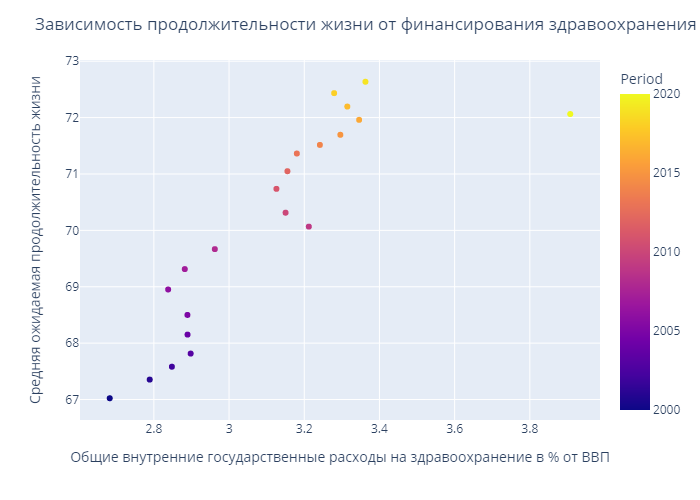 Зависимость продолжительности жизни от финансирования здравоохранения
Period
73
72
71
70
69
68
67
2020
2015
2010
2005
2000
Средняя ожидаемая продолжительность жизни
2.8 3 3.2 3.4 3.6 3.8
Общие внутренние государственные расходы на здравоохранение в % от ВВП